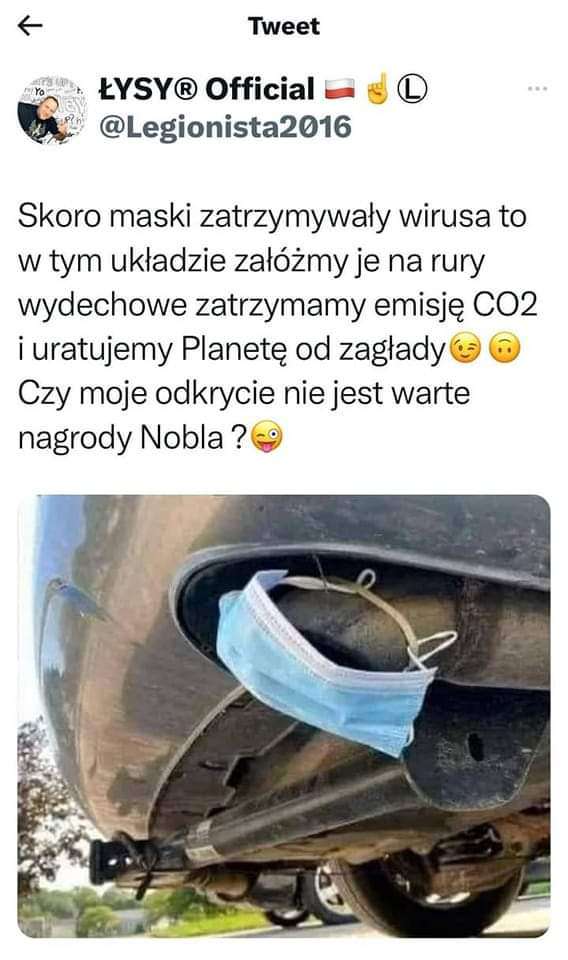 Tweet
ŁYSY® Official 🇵🇱 ☝️ Ⓛ
@Legionista2016
Skoro maski zatrzymywały wirusa to
w tym układzie załóżmy je na rury
wydechowe zatrzymamy emisję CO2
i uratujemy Planetę od zagłady😉 🙃
Czy moje odkrycie nie jest warte
nagrody Nobla ?😜